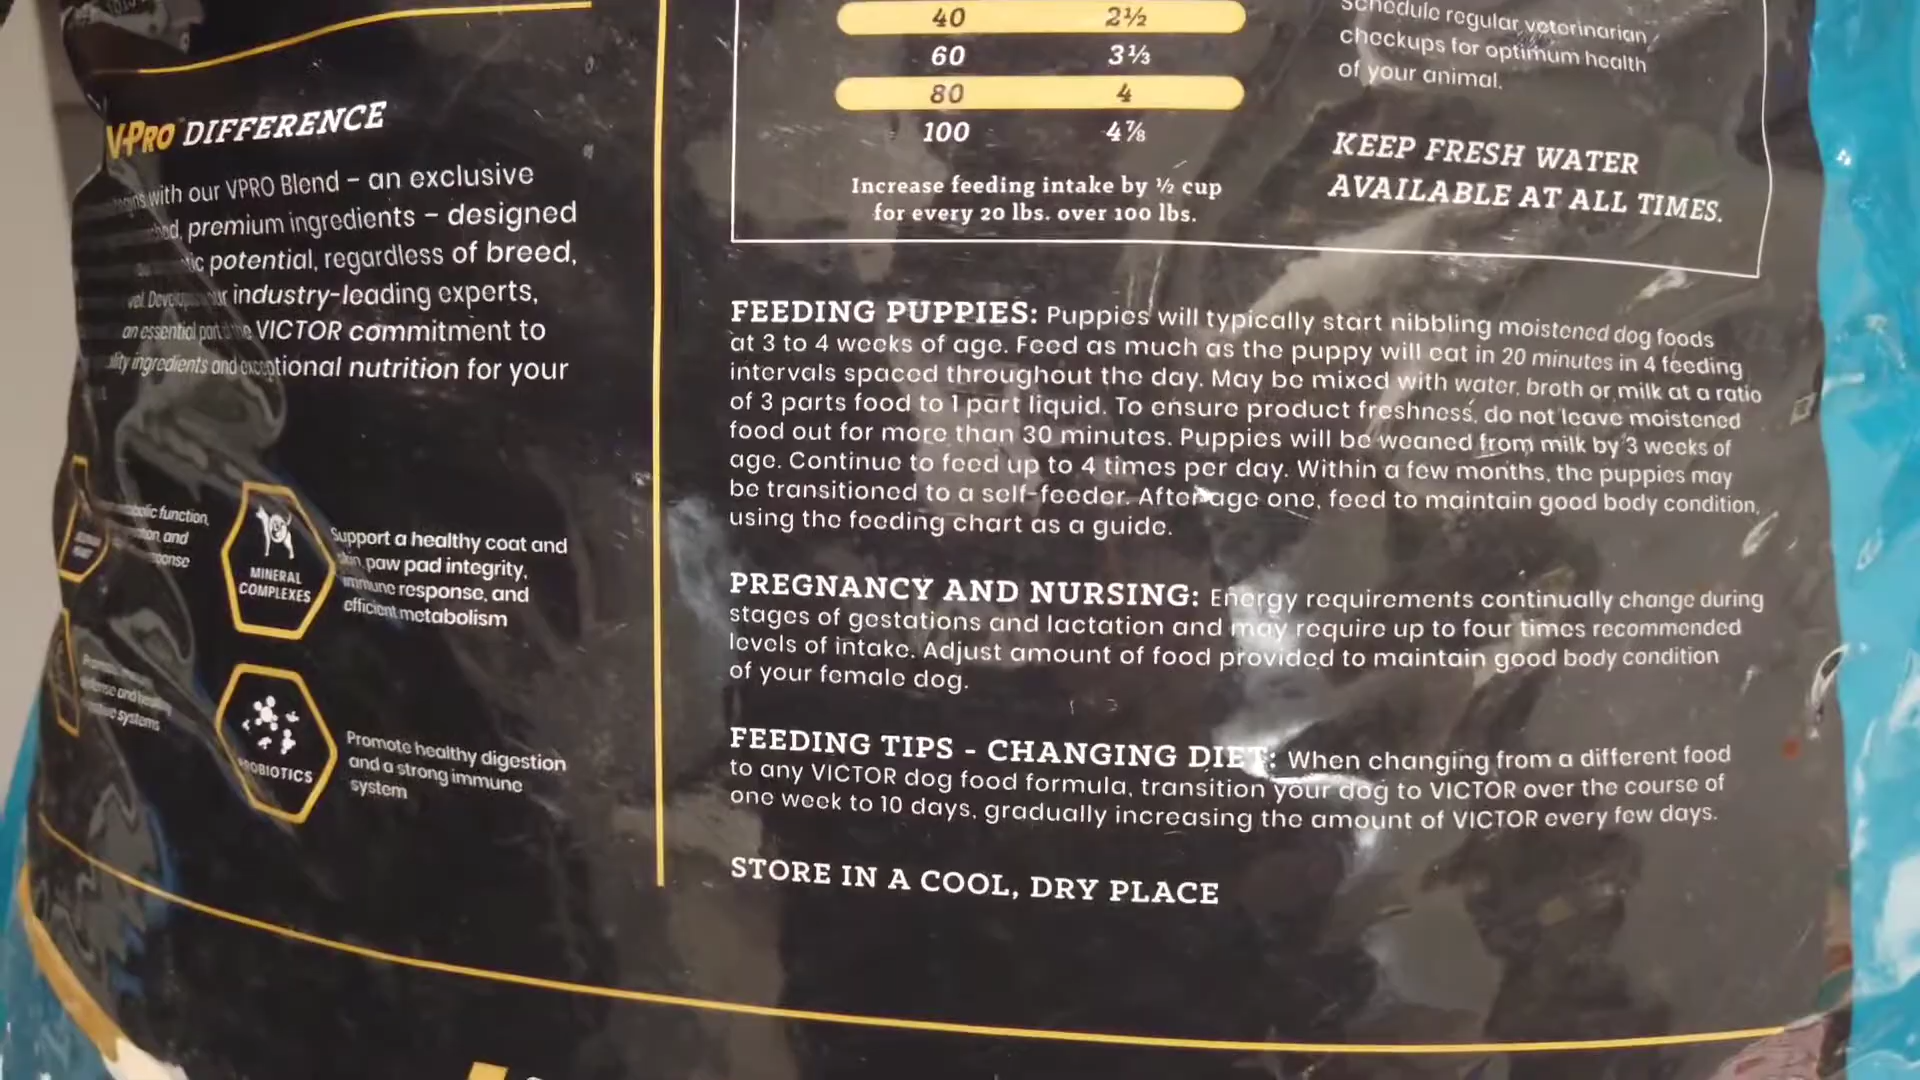 V-PRO DIFFERENCE
with our VPRO Blend – an exclusive
premium ingredients – designed
potential, regardless of breed,
industry-leading experts,
an essential part VICTOR commitment to
ingredients and exceptional nutrition for your
function,
and
MINERAL
COMPLEXES
Support a healthy coat and
paw pad integrity,
immune response, and
efficient metabolism
systems
PROBIOTICS
Promote healthy digestion
and a strong immune
system
40 2½
60 3⅓
80 4
100 4⅞
Increase feeding intake by ½ cup
for every 20 lbs. over 100 lbs.
Schedule regular veterinarian
checkups for optimum health
of your animal.
KEEP FRESH WATER
AVAILABLE AT ALL TIMES.
FEEDING PUPPIES: Puppies will typically start nibbling moistened dog foods
at 3 to 4 weeks of age. Feed as much as the puppy will eat in 20 minutes in 4 feeding
intervals spaced throughout the day. May be mixed with water, broth or milk at a ratio
of 3 parts food to 1 part liquid. To ensure product freshness, do not leave moistened
food out for more than 30 minutes. Puppies will be weaned from milk by 3 weeks of
age. Continue to feed up to 4 times per day. Within a few months, the puppies may
be transitioned to a self-feeder. After age one, feed to maintain good body condition,
using the feeding chart as a guide.
PREGNANCY AND NURSING: Energy requirements continually change during
stages of gestations and lactation and may require up to four times recommended
levels of intake. Adjust amount of food provided to maintain good body condition
of your female dog.
FEEDING TIPS - CHANGING DIET: When changing from a different food
to any VICTOR dog food formula, transition your dog to VICTOR over the course of
one week to 10 days, gradually increasing the amount of VICTOR every few days.
STORE IN A COOL, DRY PLACE